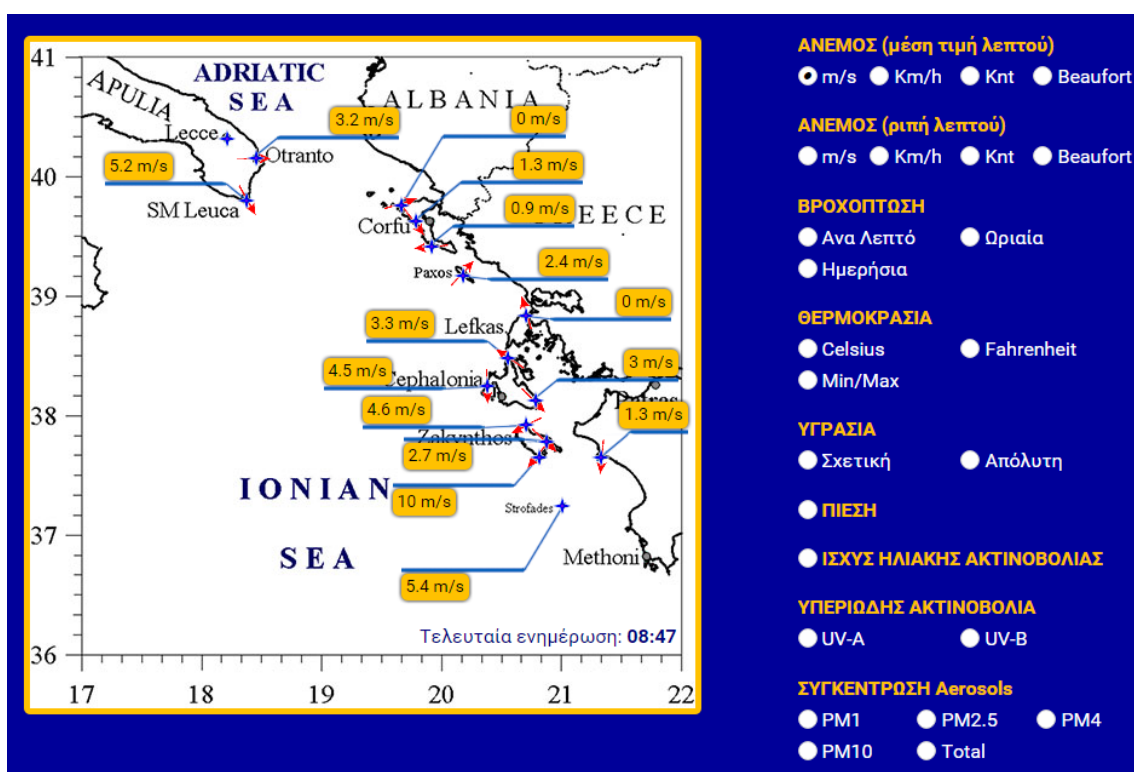 41
40
39
38
37
36
17 18 19 20 21 22
ADRIATIC
SEA
APULIA
ALBANIA
Lecce
Otranto
SM Leuca
Corfu
Paxos
Lefkas
Cephalonia
Zakynthos
Strofades
Methoni
IONIAN
SEA
3.2 m/s
0 m/s
5.2 m/s
1.3 m/s
0.9 m/s
2.4 m/s
0 m/s
3.3 m/s
3 m/s
4.5 m/s
4.6 m/s
1.3 m/s
2.7 m/s
10 m/s
5.4 m/s
Τελευταία ενημέρωση: 08:47
ΑΝΕΜΟΣ (μέση τιμή λεπτού)
m/s Km/h Knt Beaufort
ΑΝΕΜΟΣ (ριπή λεπτού)
m/s Km/h Knt Beaufort
ΒΡΟΧΟΠΤΩΣΗ
Ανα Λεπτό Ωριαία
Ημερήσια
ΘΕΡΜΟΚΡΑΣΙΑ
Celsius Fahrenheit
Min/Max
ΥΓΡΑΣΙΑ
Σχετική Απόλυτη
ΠΙΕΣΗ
ΙΣΧΥΣ ΗΛΙΑΚΗΣ ΑΚΤΙΝΟΒΟΛΙΑΣ
ΥΠΕΡΙΩΔΗΣ ΑΚΤΙΝΟΒΟΛΙΑ
UV-A UV-B
ΣΥΓΚΕΝΤΡΩΣΗ Aerosols
PM1 PM2.5 PM4
PM10 Total